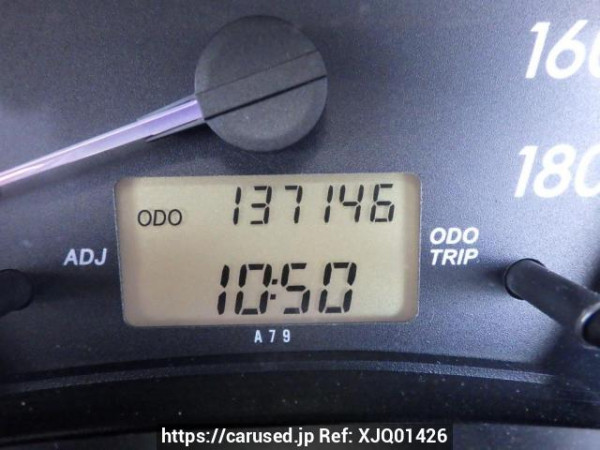 160
180
ODO 137146
ADJ
ODO
TRIP
10:50
A79
https://carused.jp Ref: XJQ01426